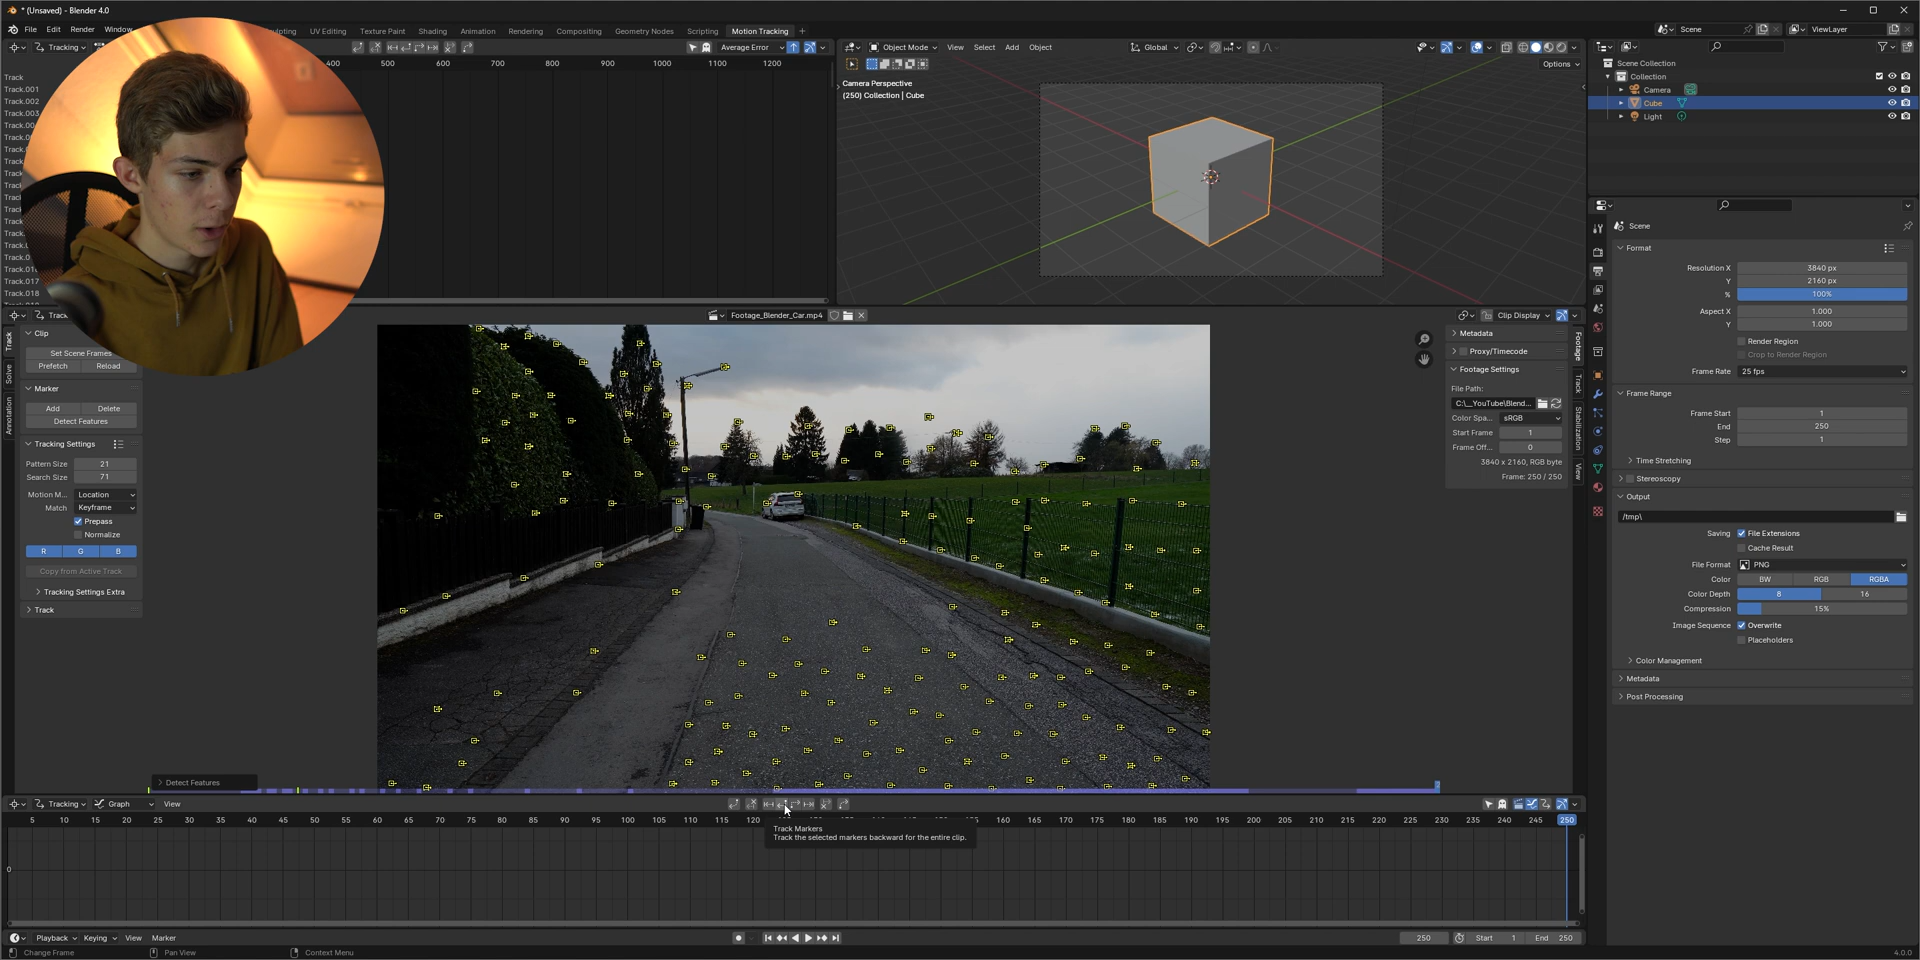 * (Unsaved) - Blender 4.0
File Edit Render Window
UV Editing Texture Paint Shading Animation Rendering Compositing Geometry Nodes Scripting Motion Tracking +
Scene
ViewLayer
Tracking
Average Error
Object Mode View Select Add Object
Global
Options
400 500 600 700 800 900 1000 1100 1200
Track
Track.001
Track.002
Track.017
Track.018
Camera Perspective
(250) Collection | Cube
Scene Collection
Collection
Camera
Cube
Light
Footage_Blender_Car.mp4
Clip Display
Clip
Set Scene Frames
Prefetch Reload
Marker
Add Delete
Detect Features
Tracking Settings
Pattern Size 21
Search Size 71
Motion M... Location
Match Keyframe
Prepass
Normalize
R G B
Copy from Active Track
Tracking Settings Extra
Track
Track
Solve
Annotation
Detect Features
Metadata
Proxy/Timecode
Footage Settings
File Path:
C:\__YouTube\Blend...
Color Spa... sRGB
Start Frame 1
Frame Off... 0
3840 x 2160, RGB byte
Frame: 250 / 250
Footage
Track
Stabilization
View
Scene
Format
Resolution X 3840 px
Y 2160 px
% 100%
Aspect X 1.000
Y 1.000
Render Region
Crop to Render Region
Frame Rate 25 fps
Frame Range
Frame Start 1
End 250
Step 1
Time Stretching
Stereoscopy
Output
/tmp\
Saving File Extensions
Cache Result
File Format PNG
Color BW RGB RGBA
Color Depth 8 16
Compression 15%
Image Sequence Overwrite
Placeholders
Color Management
Metadata
Post Processing
Tracking Graph View
5 10 15 20 25 30 35 40 45 50 55 60 65 70 75 80 85 90 95 100 105 110 115 120 145 150 155 160 165 170 175 180 185 190 195 200 205 210 215 220 225 230 235 240 245 250
Track Markers
Track the selected markers backward for the entire clip.
0
Playback Keying View Marker
250 Start 1 End 250
Change Frame Pan View Context Menu
4.0.0